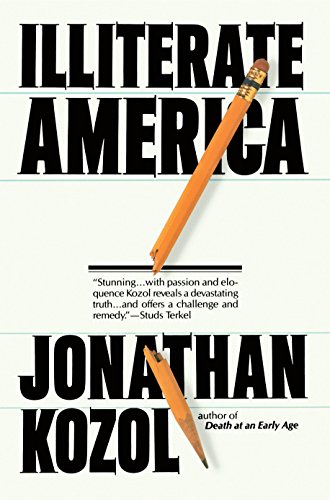 ILLITERATE
AMERICA
“Stunning...with passion and elo-
quence Kozol reveals a devastating
truth...and offers a challenge and
remedy.”—Studs Terkel
JONATHAN
KOZOL
author of
Death at an Early Age